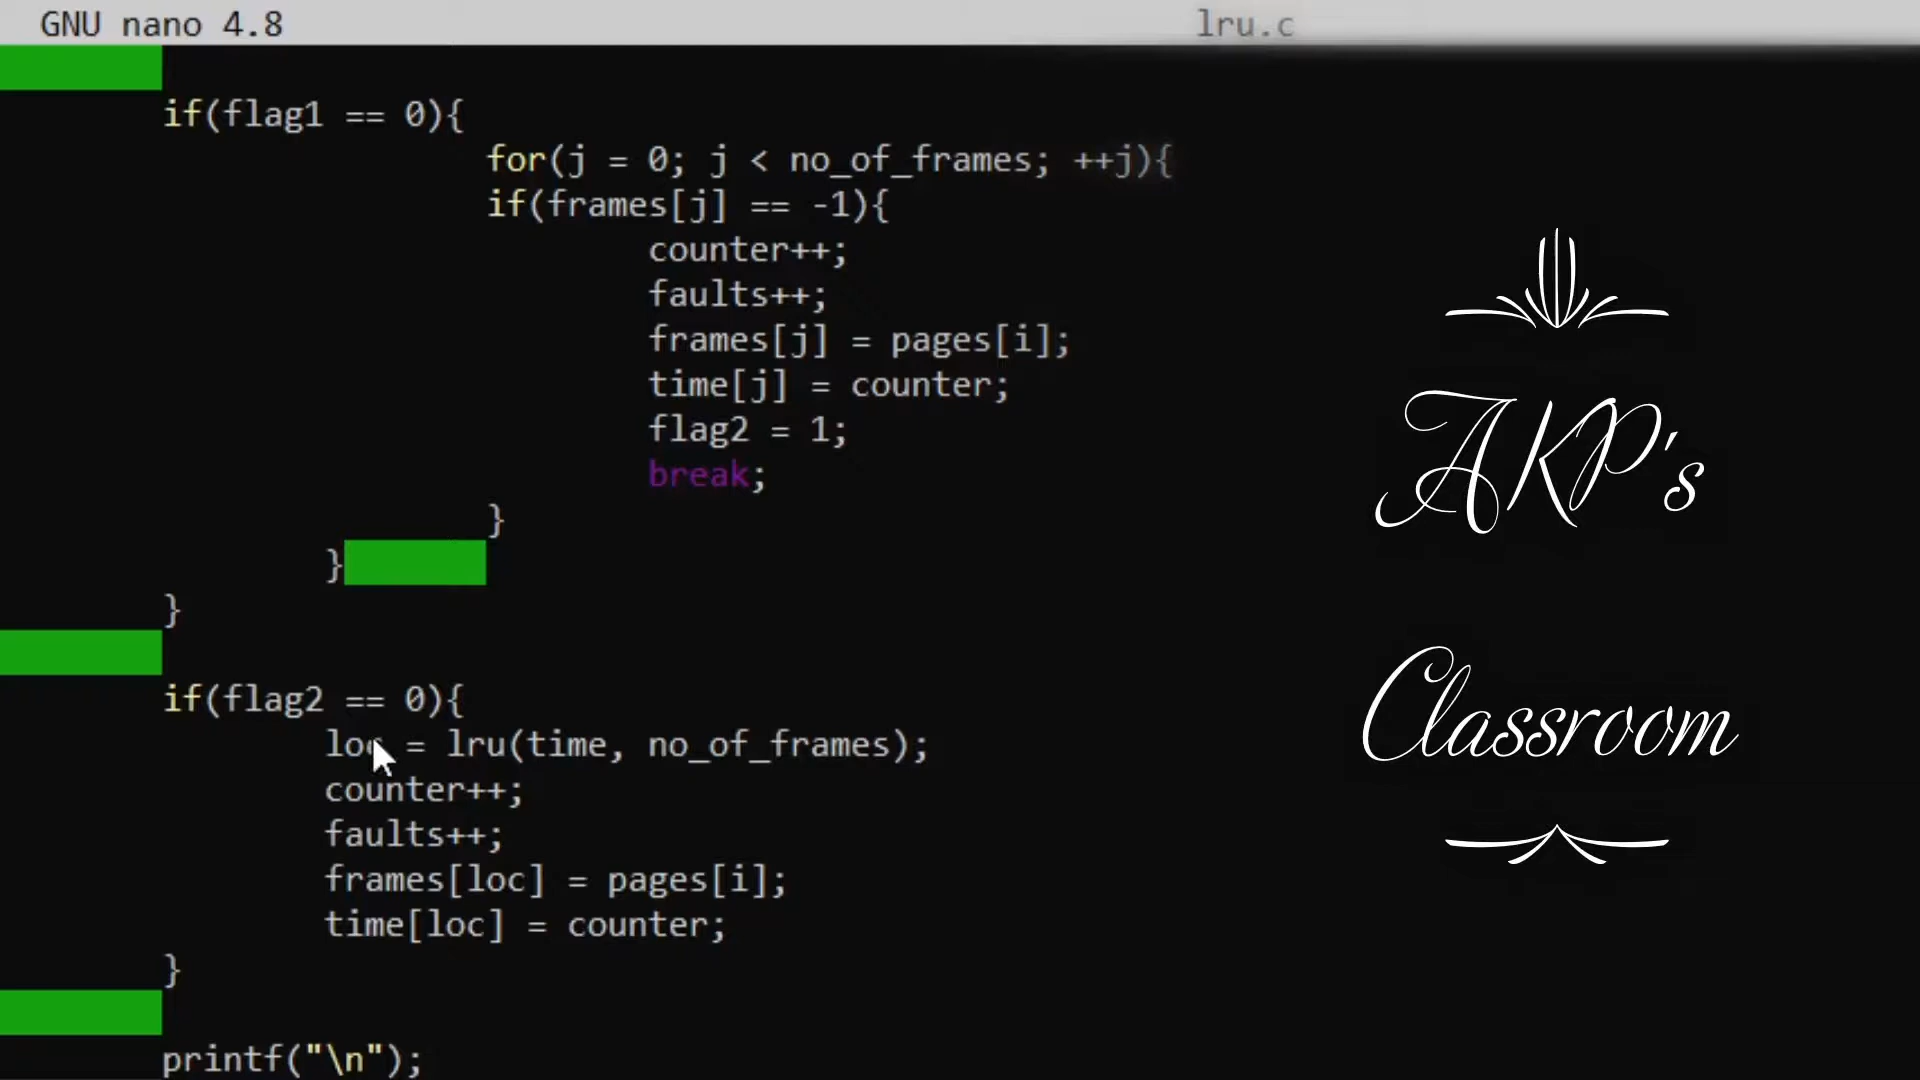 GNU nano 4.8 lru.c
if(flag1 == 0){
for(j = 0; j < no_of_frames; ++j){
if(frames[j] == -1){
counter++;
faults++;
frames[j] = pages[i];
time[j] = counter;
flag2 = 1;
break;
}
}
}
if(flag2 == 0){
loc = lru(time, no_of_frames);
counter++;
faults++;
frames[loc] = pages[i];
time[loc] = counter;
}
printf("\n");
AKP's
Classroom